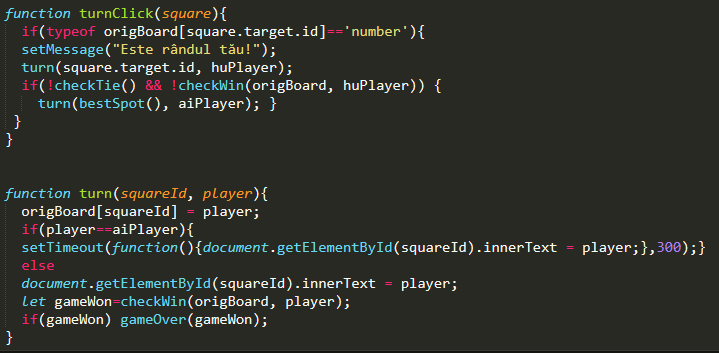 function turnClick(square){
if(typeof origBoard[square.target.id]=='number'){
setMessage("Este rândul tău!");
turn(square.target.id, huPlayer);
if(!checkTie() && !checkWin(origBoard, huPlayer)) {
turn(bestSpot(), aiPlayer); }
}
}
function turn(squareId, player){
origBoard[squareId] = player;
if(player==aiPlayer){
setTimeout(function(){document.getElementById(squareId).innerText = player;},300);}
else
document.getElementById(squareId).innerText = player;
let gameWon=checkWin(origBoard, player);
if(gameWon) gameOver(gameWon);
}